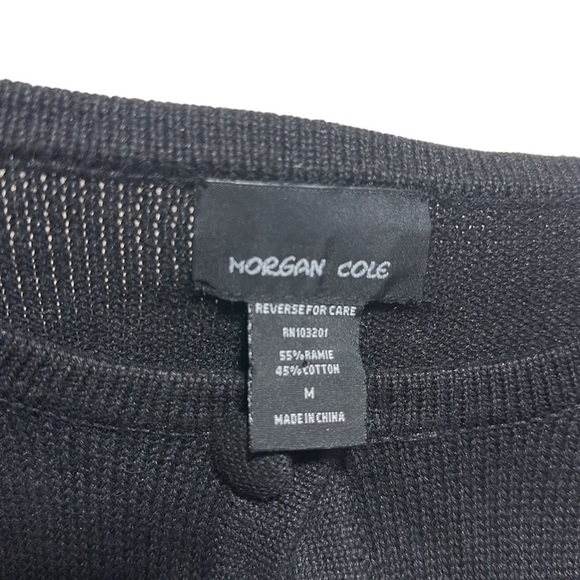 MORGAN COLE
REVERSE FOR CARE
RN103201
55% RAMIE
45% COTTON
M
MADE IN CHINA